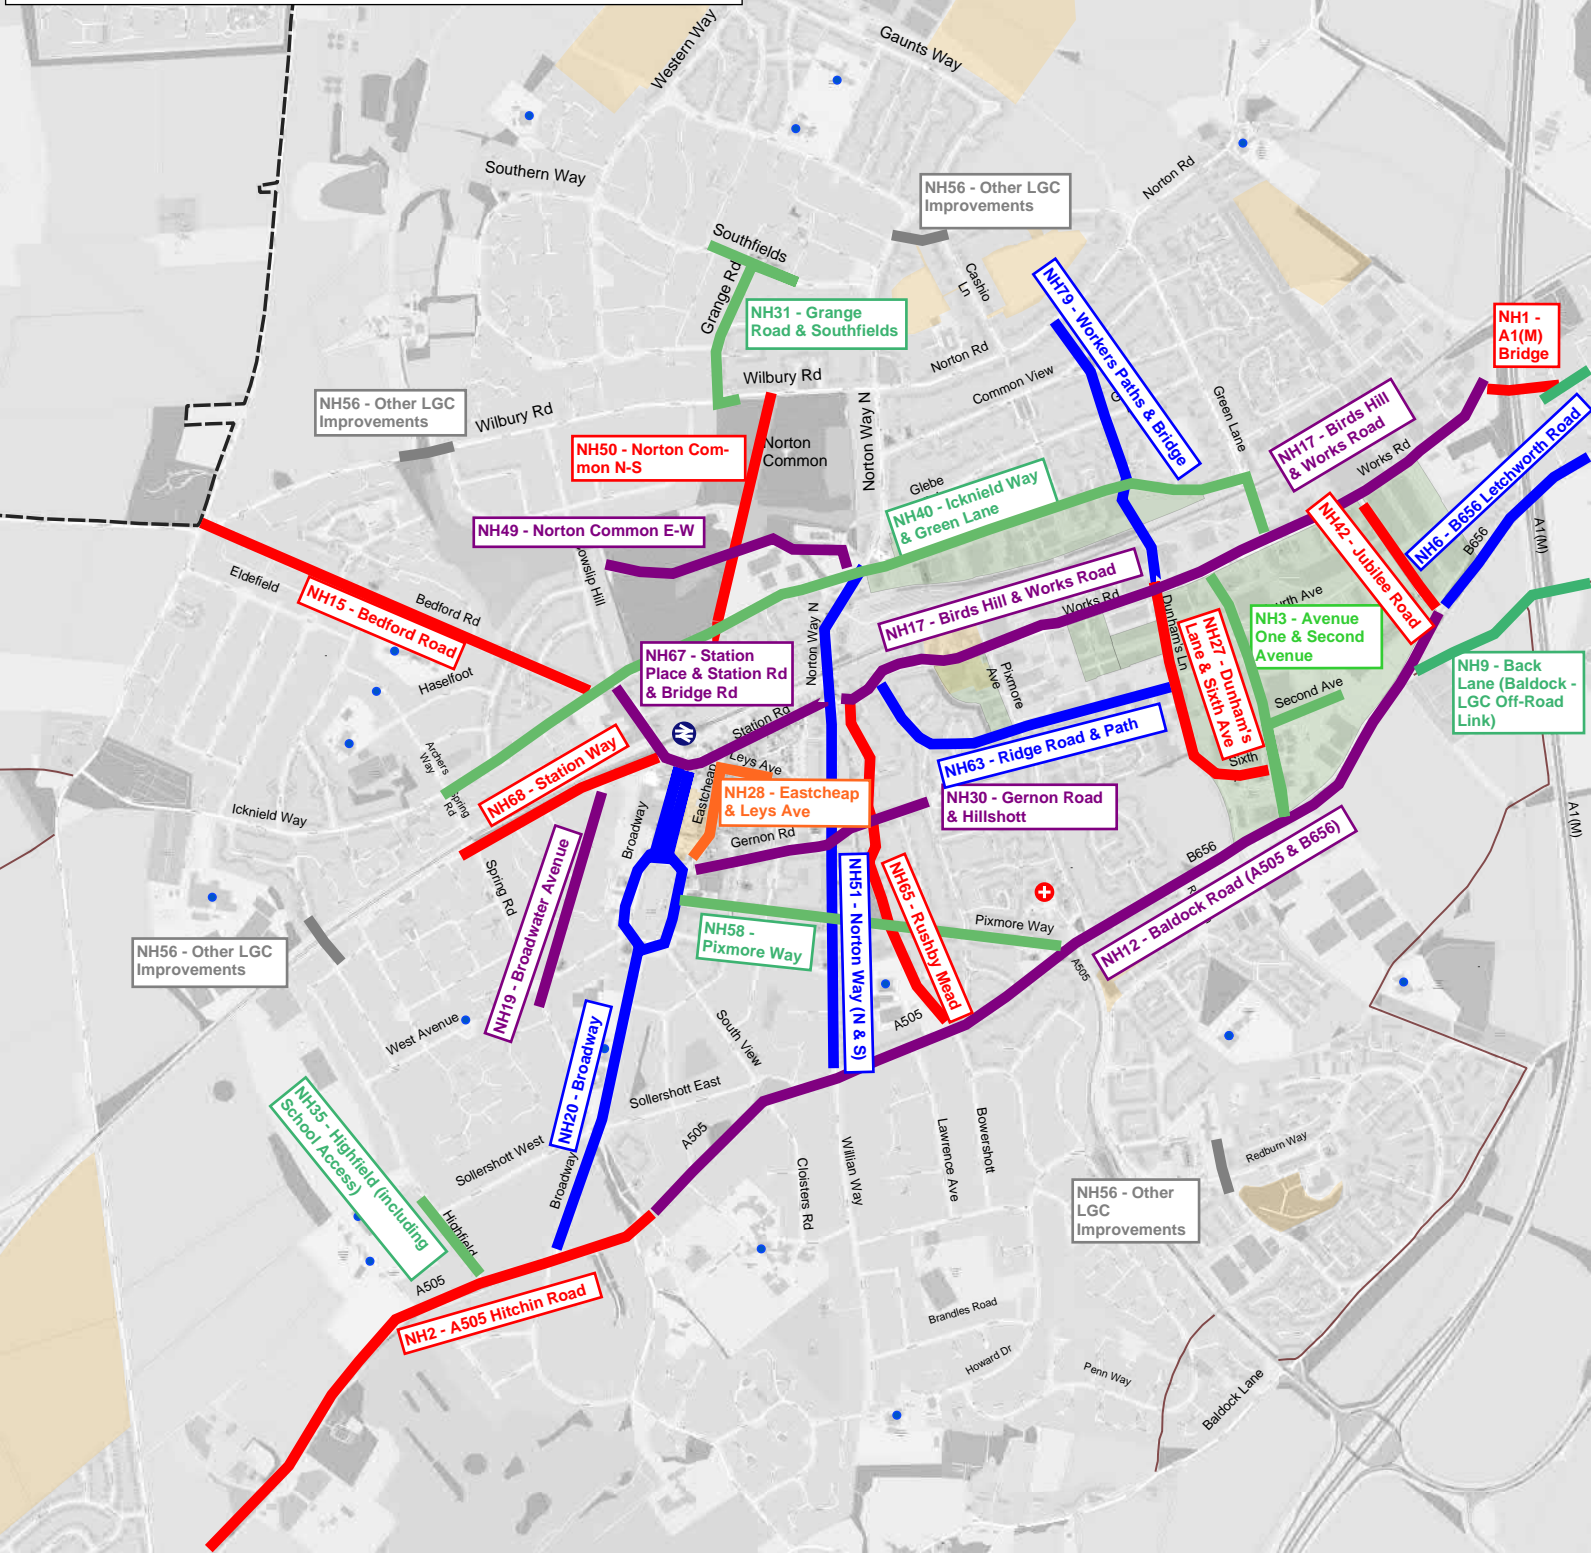 Western Way
Gaunts Way
Southern Way
Norton Rd
NH56 - Other LGC
Improvements
Southfields
Grange Rd
Cashio
Ln
NH79 - Workers Paths & Bridge
NH31 - Grange
Road & Southfields
NH1 -
A1(M)
Bridge
Norton Rd
Wilbury Rd
Common View
Green Lane
NH56 - Other LGC
Improvements
Wilbury Rd
Norton Way N
NH17 - Birds Hill
& Works Road
Works Rd
NH6 - B656 Letchworth Road
NH50 - Norton Com-
mon N-S
Norton
Common
Glebe
NH40 - Icknield Way
& Green Lane
NH42 - Jubilee Road
B656
A1(M)
NH49 - Norton Common E-W
Eldefield
Bedford Rd
NH15 - Bedford Road
NH17 - Birds Hill & Works Road
Works Rd
Dunham's Ln
NH27 - Dunham's
Lane & Sixth Ave
NH3 - Avenue
One & Second
Avenue
Norton Way N
NH67 - Station
Place & Station Rd
& Bridge Rd
NH9 - Back
Lane (Baldock -
LGC Off-Road
Link)
Haselfoot
Pixmore
Ave
Second Ave
Station Rd
NH63 - Ridge Road & Path
Sixth
Archers
Way
NH68 - Station Way
Leys Ave
Eastcheap
NH28 - Eastcheap
& Leys Ave
NH30 - Gernon Road
& Hillshott
Spring
Rd
Icknield Way
Broadway
Gernon Rd
A1(M)
B656
NH12 - Baldock Road (A505 & B656)
Spring Rd
NH19 - Broadwater Avenue
NH51 - Norton Way (N & S)
NH65 - Rushby Mead
Pixmore Way
NH58 -
Pixmore Way
NH56 - Other LGC
Improvements
A505
A505
West Avenue
South View
NH20 - Broadway
Sollershott East
NH35 - Highfield (including
School Access)
A505
Sollershott West
Broadway
Cloisters Rd
Willian Way
Lawrence Ave
Bowershott
Redburn Way
NH56 - Other
LGC
Improvements
Highfield
A505
NH2 - A505 Hitchin Road
Brandles Road
Howard Dr
Penn Way
Baldock Lane